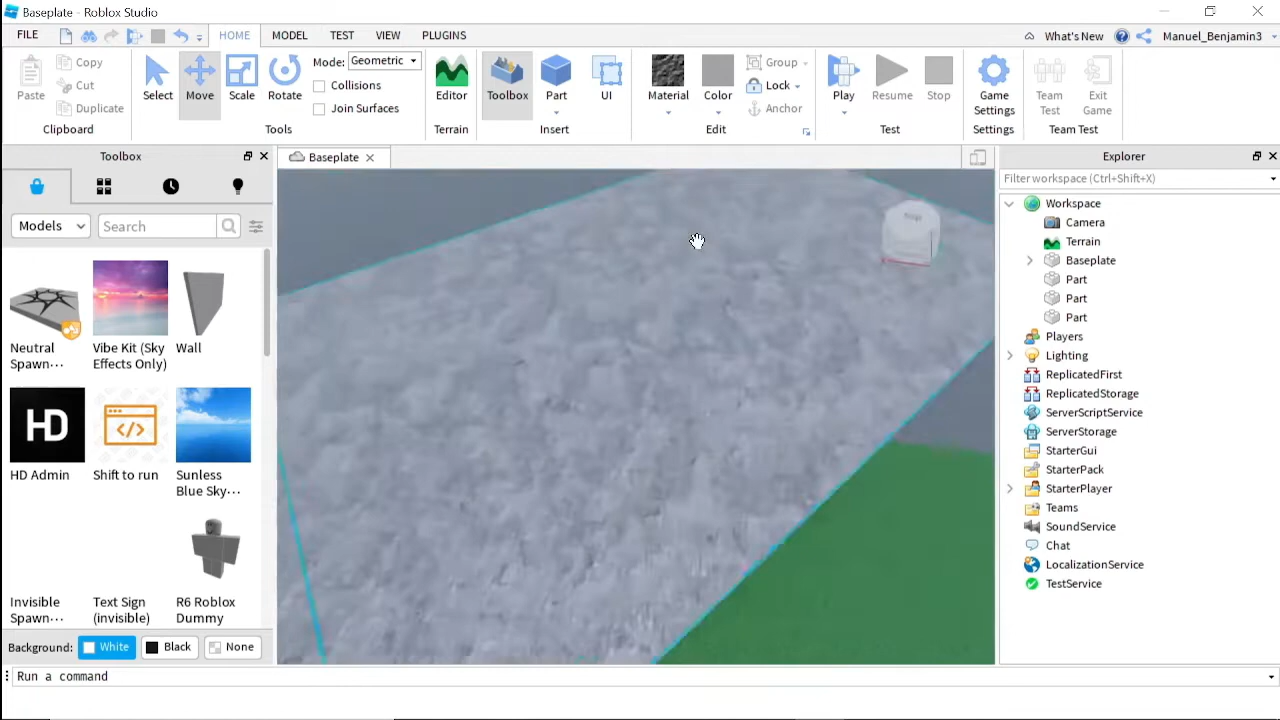 Baseplate - Roblox Studio
FILE
HOME
MODEL
TEST
VIEW
PLUGINS
What's New
Manuel_Benjamin3
Paste
Copy
Cut
Duplicate
Clipboard
Select
Move
Scale
Rotate
Mode:
Geometric
Collisions
Join Surfaces
Tools
Editor
Terrain
Toolbox
Part
UI
Insert
Material
Color
Group
Lock
Anchor
Edit
Play
Resume
Stop
Test
Game
Settings
Settings
Team
Test
Exit
Game
Team Test
Toolbox
Models
Search
Neutral
Spawn…
Vibe Kit (Sky
Effects Only)
Wall
HD
HD Admin
Shift to run
Sunless
Blue Sky…
Invisible
Spawn…
Text Sign
(invisible)
R6 Roblox
Dummy
Background:
White
Black
None
Baseplate
Explorer
Filter workspace (Ctrl+Shift+X)
Workspace
Camera
Terrain
Baseplate
Part
Part
Part
Players
Lighting
ReplicatedFirst
ReplicatedStorage
ServerScriptService
ServerStorage
StarterGui
StarterPack
StarterPlayer
Teams
SoundService
Chat
LocalizationService
TestService
Run a command